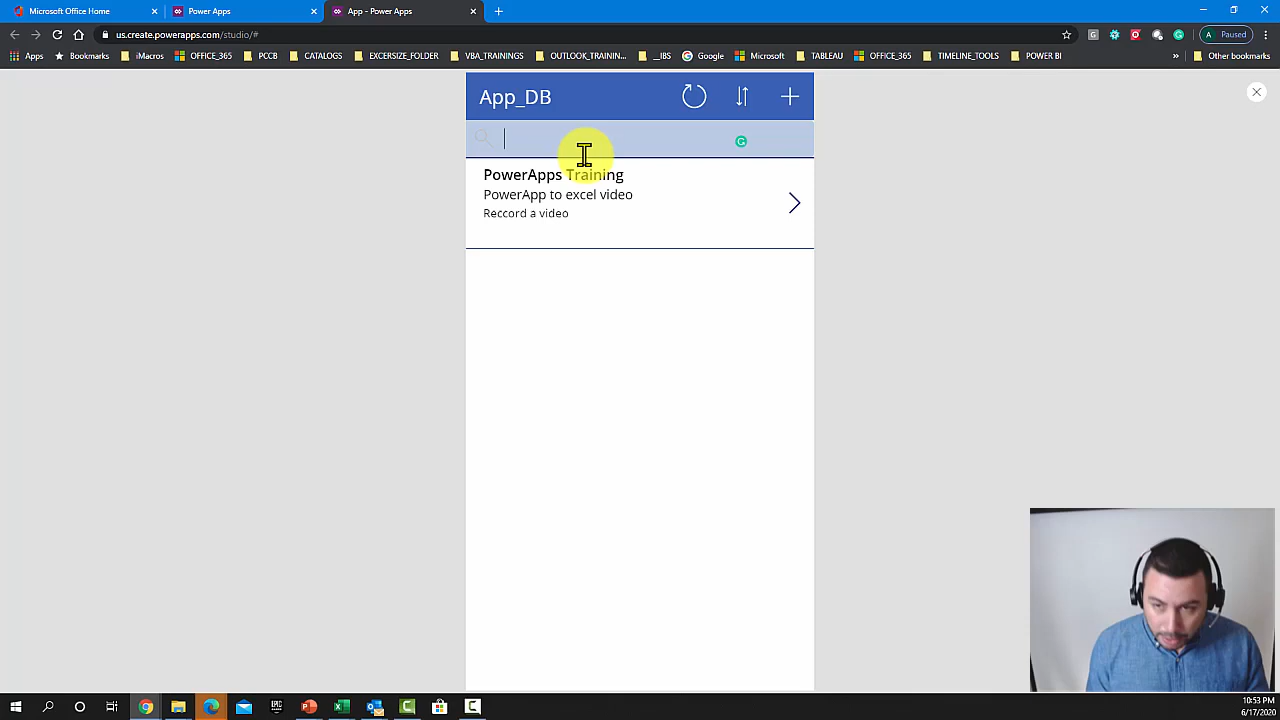 Microsoft Office Home
Power Apps
App - Power Apps
us.create.powerapps.com/studio/#
A Paused
Apps
Bookmarks
iMacros
OFFICE_365
PCCB
CATALOGS
EXCERSIZE_FOLDER
VBA_TRAININGS
OUTLOOK_TRAININ...
__IBS
Google
Microsoft
TABLEAU
OFFICE_365
TIMELINE_TOOLS
POWER BI
»
Other bookmarks
App_DB
PowerApps Training
PowerApp to excel video
Reccord a video
10:53 PM
6/17/2020